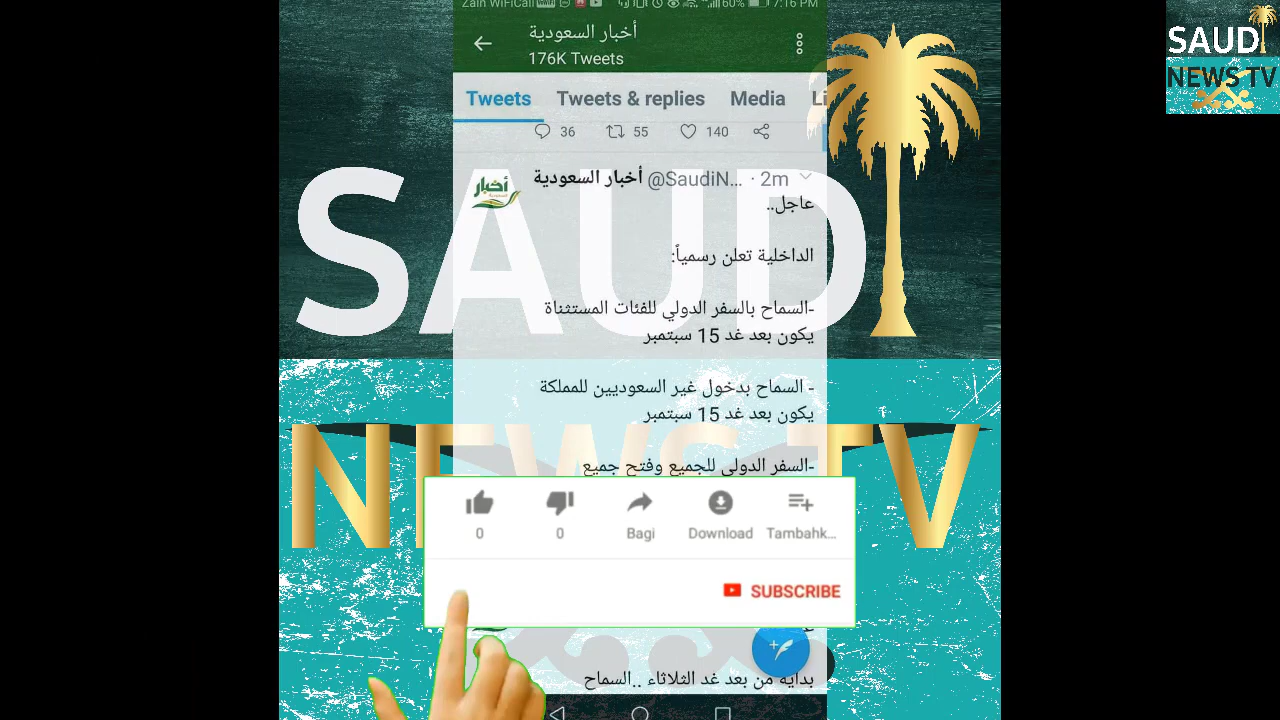 Zain WiFiCall
60%
7:16 PM
أخبار السعودية
176K Tweets
Tweets
Tweets & replies
Media
Li
36
55
140
أخبار السعودية @SaudiN... · 2m
عاجل..
الداخلية تعلن رسمياً:
-السماح بالسفر الدولي للفئات المستثناة
يكون بعد غد 15 سبتمبر
- السماح بدخول غير السعوديين للمملكة
يكون بعد غد 15 سبتمبر
-السفر الدولي للجميع وفتح جميع
0
0
Bagi
Download
Tambahk...
SUBSCRIBE
بداية من بعد غد الثلاثاء ..السماح
SAUDI
NEWS TV
SAUDI
NEWS TV
أخبار